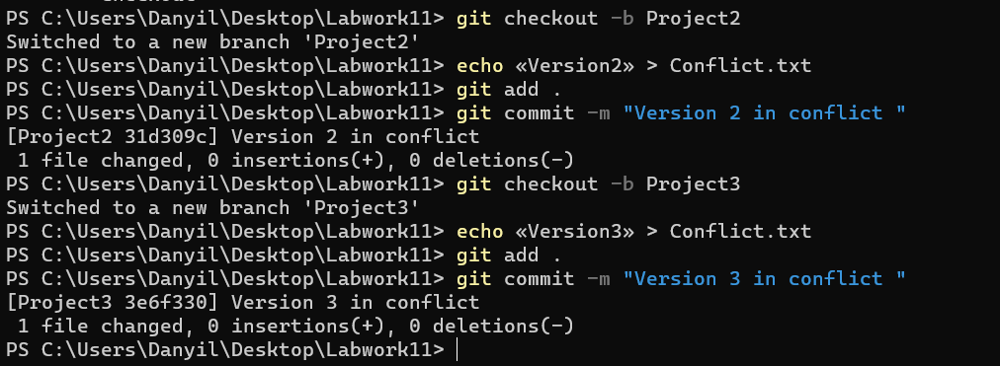 PS C:\Users\Danyil\Desktop\Labwork11> git checkout -b Project2
Switched to a new branch 'Project2'
PS C:\Users\Danyil\Desktop\Labwork11> echo «Version2» > Conflict.txt
PS C:\Users\Danyil\Desktop\Labwork11> git add .
PS C:\Users\Danyil\Desktop\Labwork11> git commit -m "Version 2 in conflict "
[Project2 31d309c] Version 2 in conflict
 1 file changed, 0 insertions(+), 0 deletions(-)
PS C:\Users\Danyil\Desktop\Labwork11> git checkout -b Project3
Switched to a new branch 'Project3'
PS C:\Users\Danyil\Desktop\Labwork11> echo «Version3» > Conflict.txt
PS C:\Users\Danyil\Desktop\Labwork11> git add .
PS C:\Users\Danyil\Desktop\Labwork11> git commit -m "Version 3 in conflict "
[Project3 3e6f330] Version 3 in conflict
 1 file changed, 0 insertions(+), 0 deletions(-)
PS C:\Users\Danyil\Desktop\Labwork11>